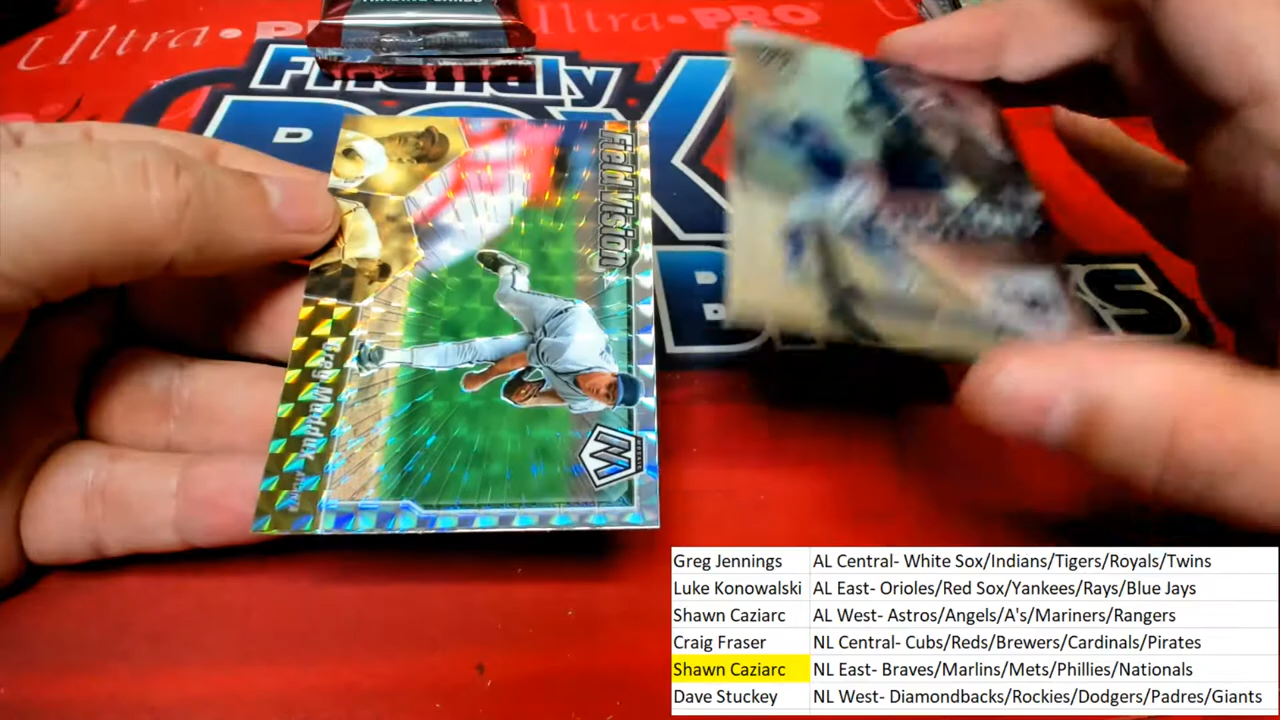 TRADING CARDS
Ultra•PRO
Ultra•PRO
Friendly
Field Vision
Greg Maddux
MOSAIC
Greg Jennings AL Central- White Sox/Indians/Tigers/Royals/Twins
Luke Konowalski AL East- Orioles/Red Sox/Yankees/Rays/Blue Jays
Shawn Caziarc AL West- Astros/Angels/A's/Mariners/Rangers
Craig Fraser NL Central- Cubs/Reds/Brewers/Cardinals/Pirates
Shawn Caziarc NL East- Braves/Marlins/Mets/Phillies/Nationals
Dave Stuckey NL West- Diamondbacks/Rockies/Dodgers/Padres/Giants